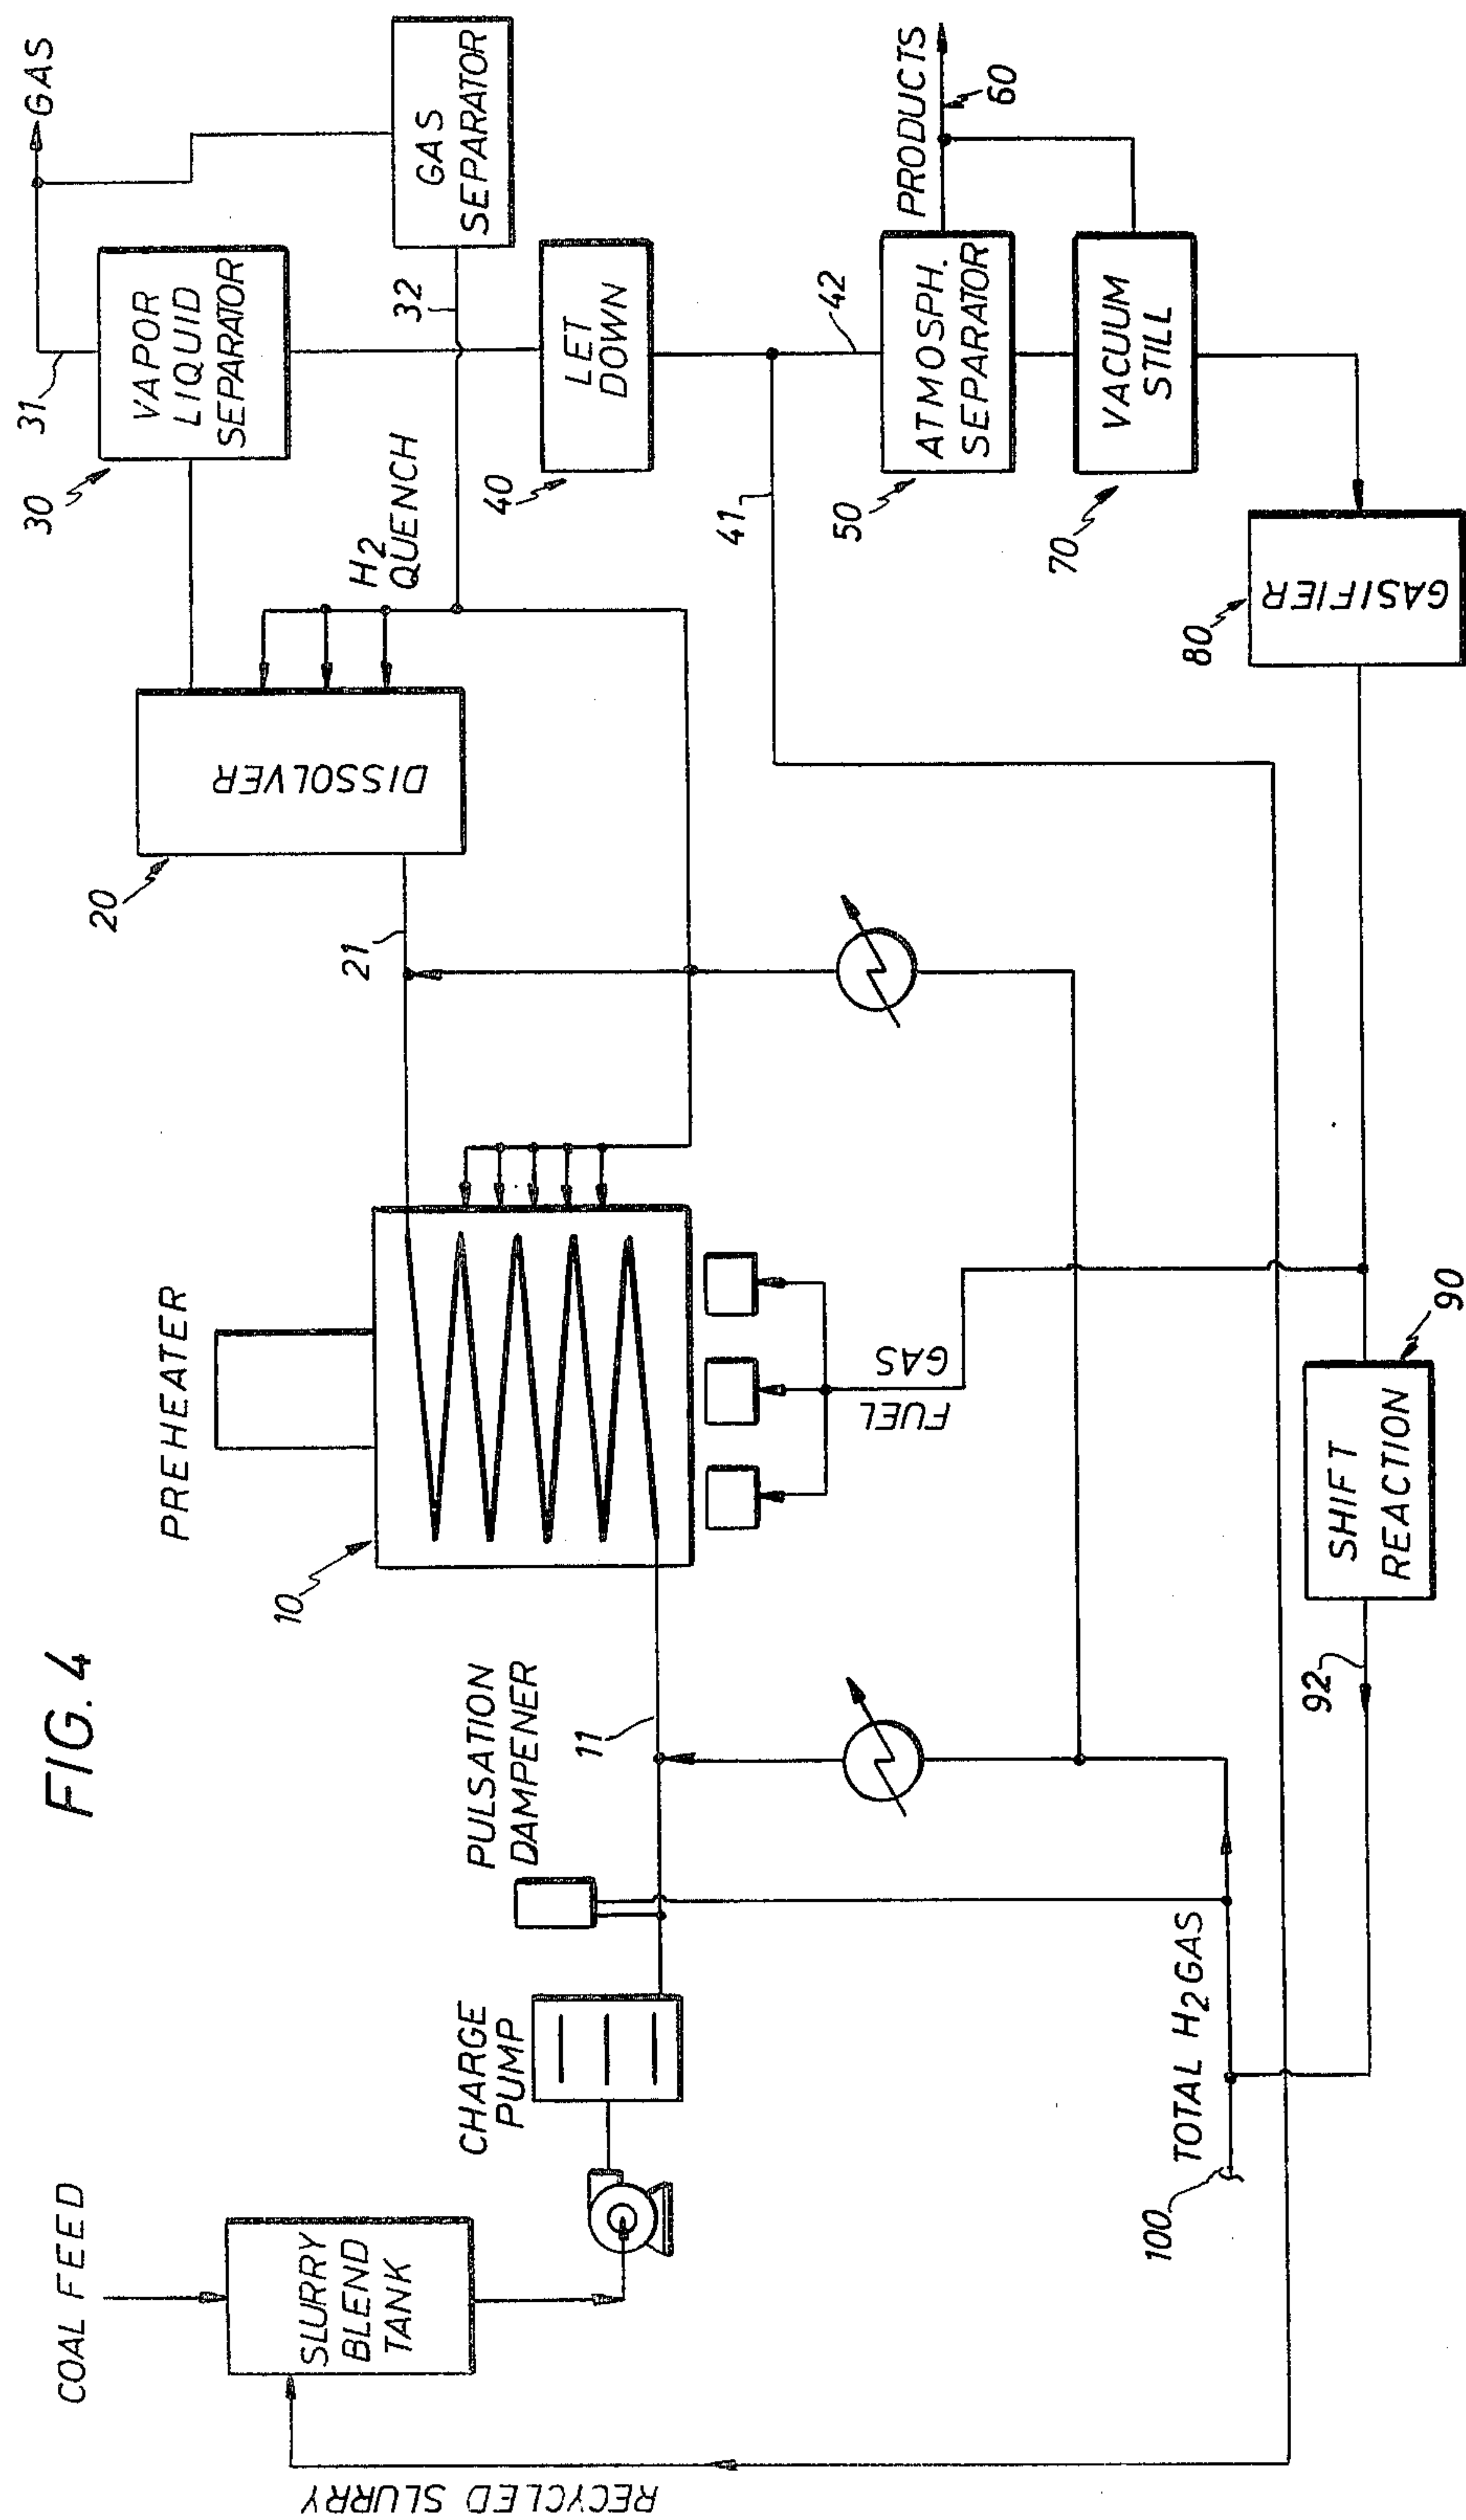 FIG. 4
COAL FEED
SLURRY
BLEND
TANK
RECYCLED SLURRY
CHARGE
PUMP
PULSATION
DAMPENER
11
PREHEATER
10
FUEL
GAS
21
20
DISSOLVER
H2
QUENCH
30
31
VAPOR
LIQUID
SEPARATOR
GAS
GAS
SEPARATOR
32
40
LET
DOWN
41
42
50
ATMOSPH.
SEPARATOR
PRODUCTS
60
70
VACUUM
STILL
80
GASIFIER
90
SHIFT
REACTION
92
TOTAL H2 GAS
100